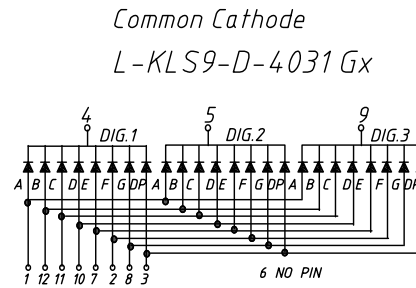 Common Cathode
L-KLS9-D-4031 Gx
4 5 9
DIG.1 DIG.2 DIG.3
A B C D E F G DP A B C D E F G DP A B C D E F G DP
1 12 11 10 7 2 8 3 6 NO PIN